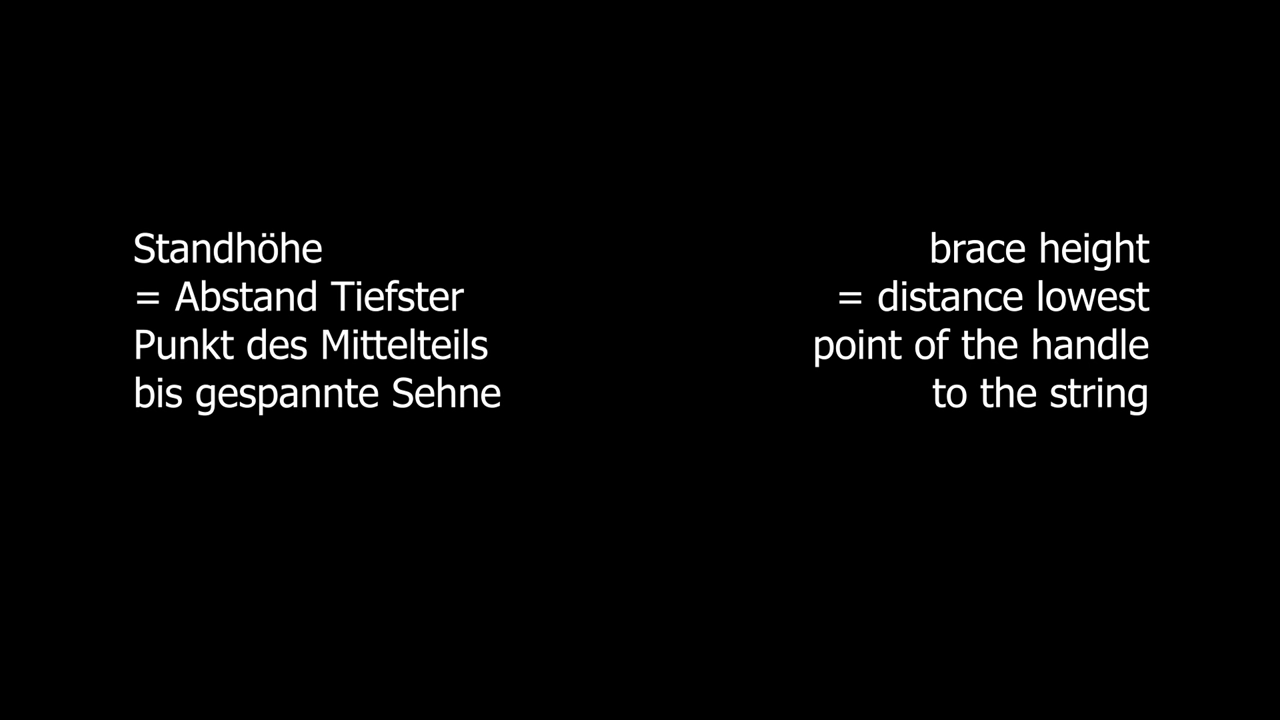 Standhöhe
= Abstand Tiefster
Punkt des Mittelteils
bis gespannte Sehne
brace height
= distance lowest
point of the handle
to the string